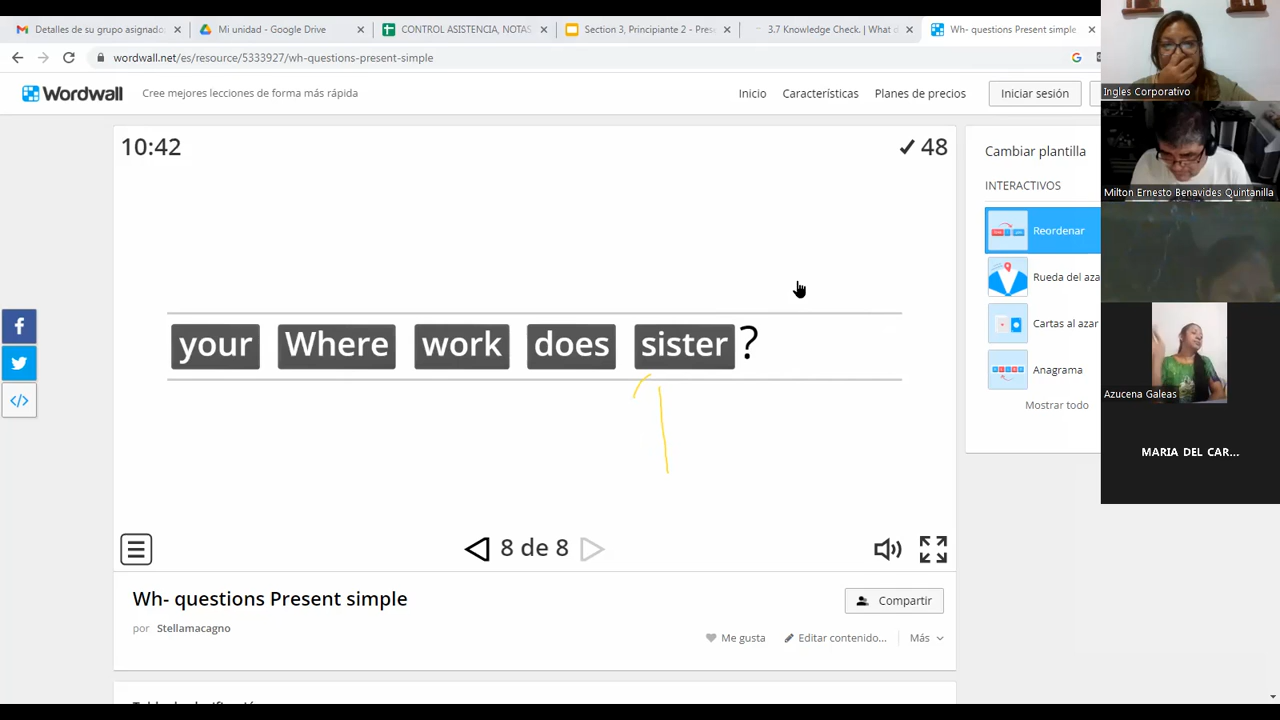 Detalles de su grupo asignado
Mi unidad - Google Drive
CONTROL ASISTENCIA, NOTAS
Section 3, Principiante 2 - Pres
3.7 Knowledge Check. | What d
Wh- questions Present simple
wordwall.net/es/resource/5333927/wh-questions-present-simple
Wordwall
Cree mejores lecciones de forma más rápida
Inicio
Características
Planes de precios
Iniciar sesión
10:42
48
your Where work does sister ?
8 de 8
Wh- questions Present simple
por Stellamacagno
Compartir
Me gusta
Editar contenido...
Más
Cambiar plantilla
INTERACTIVOS
Reordenar
Rueda del aza
Cartas al azar
Anagrama
Mostrar todo
Ingles Corporativo
Milton Ernesto Benavides Quintanilla
Azucena Galeas
MARIA DEL CAR...